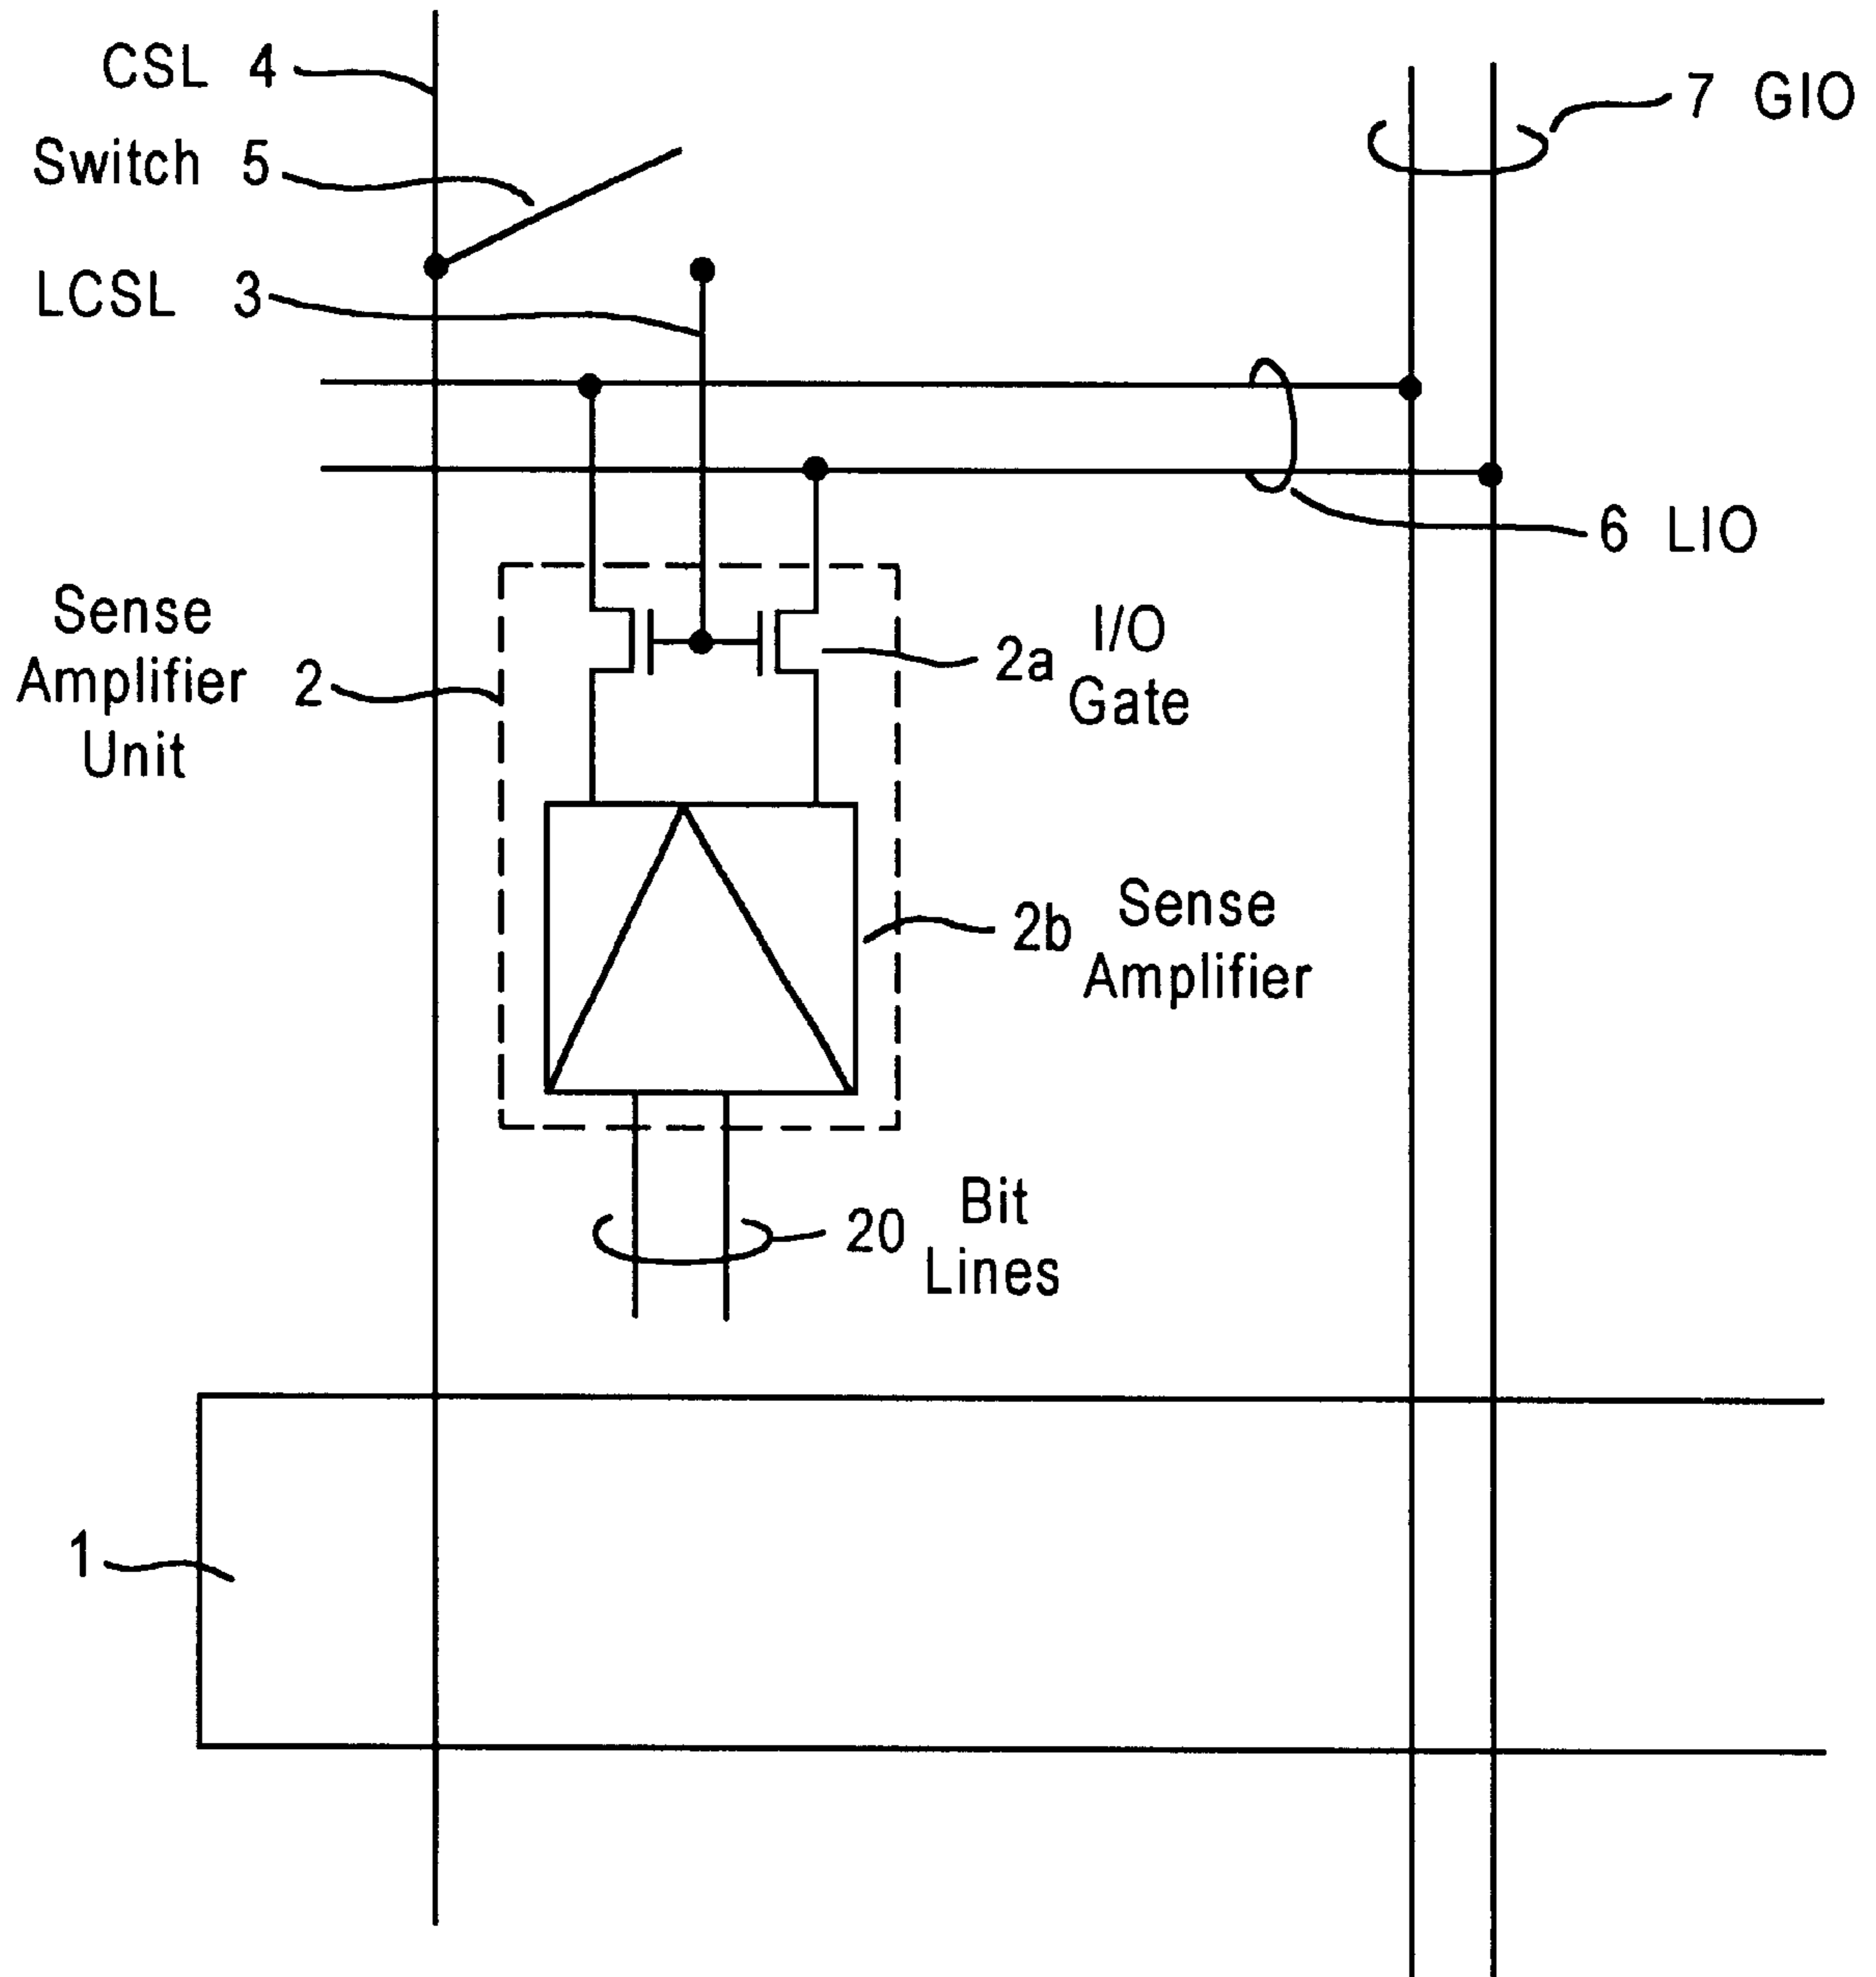 CSL 4
7 GIO
Switch 5
LCSL 3
6 LIO
Sense
Amplifier 2
Unit
2a I/O
Gate
2b Sense
Amplifier
20 Bit
Lines
1